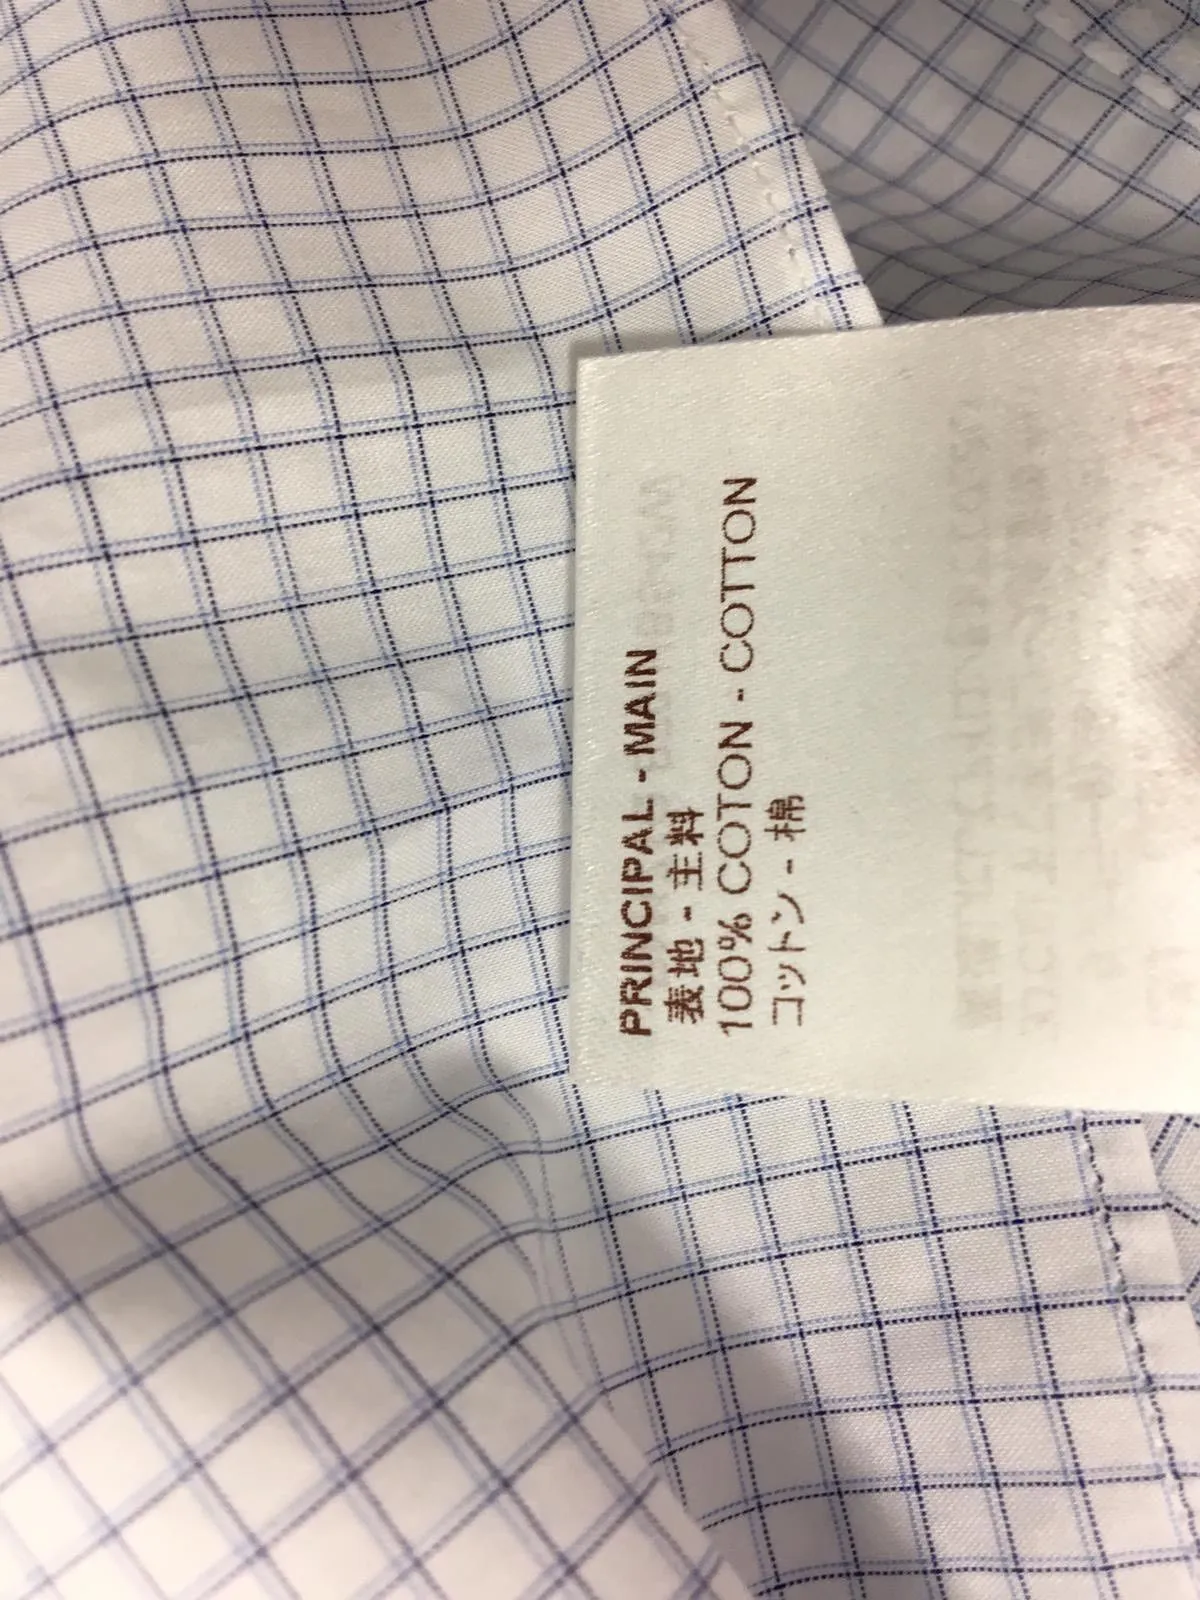 PRINCIPAL - MAIN
表地 - 主料
100% COTON - COTTON
コットン - 棉